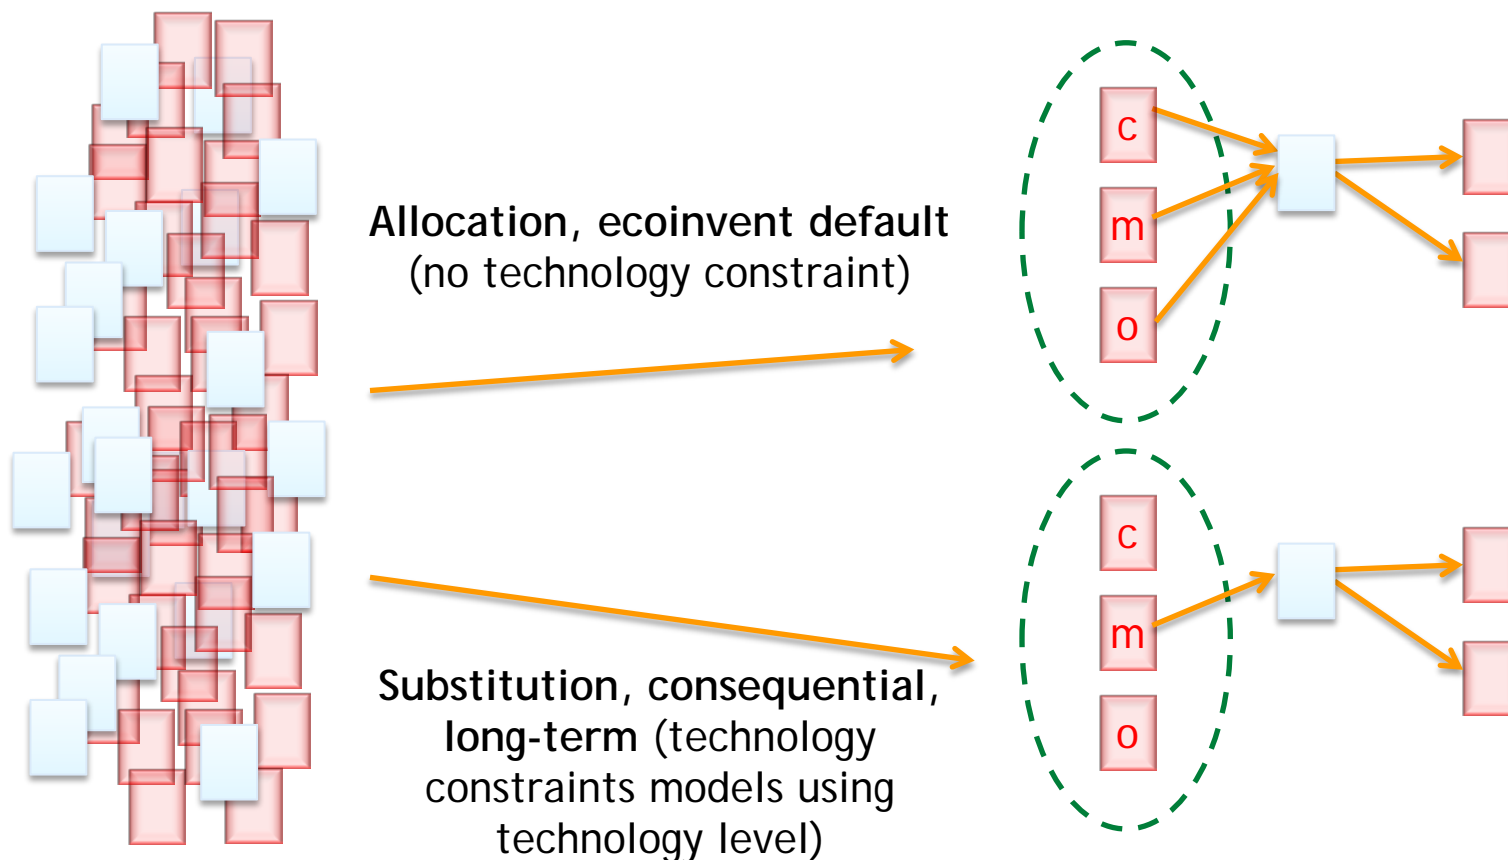 Allocation, ecoinvent default
(no technology constraint)
c
m
o
Substitution, consequential,
long-term (technology
constraints models using
technology level)
c
m
o